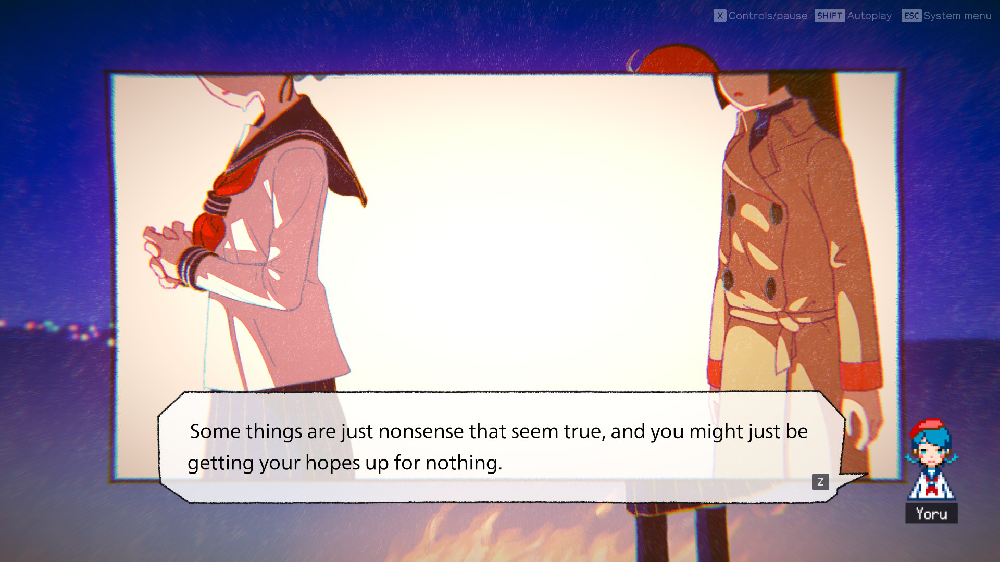 X Controls/pause SHIFT Autoplay ESC System menu
Some things are just nonsense that seem true, and you might just be
getting your hopes up for nothing.
Z
Yoru